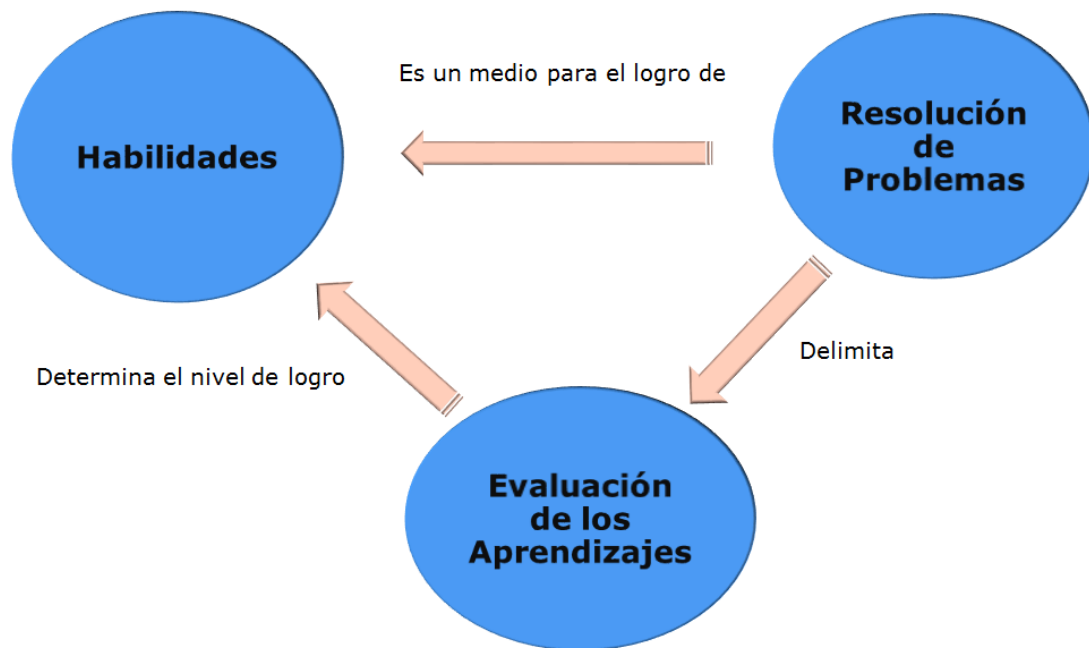 Es un medio para el logro de
Habilidades
Resolución
de
Problemas
Determina el nivel de logro
Delimita
Evaluación
de los
Aprendizajes